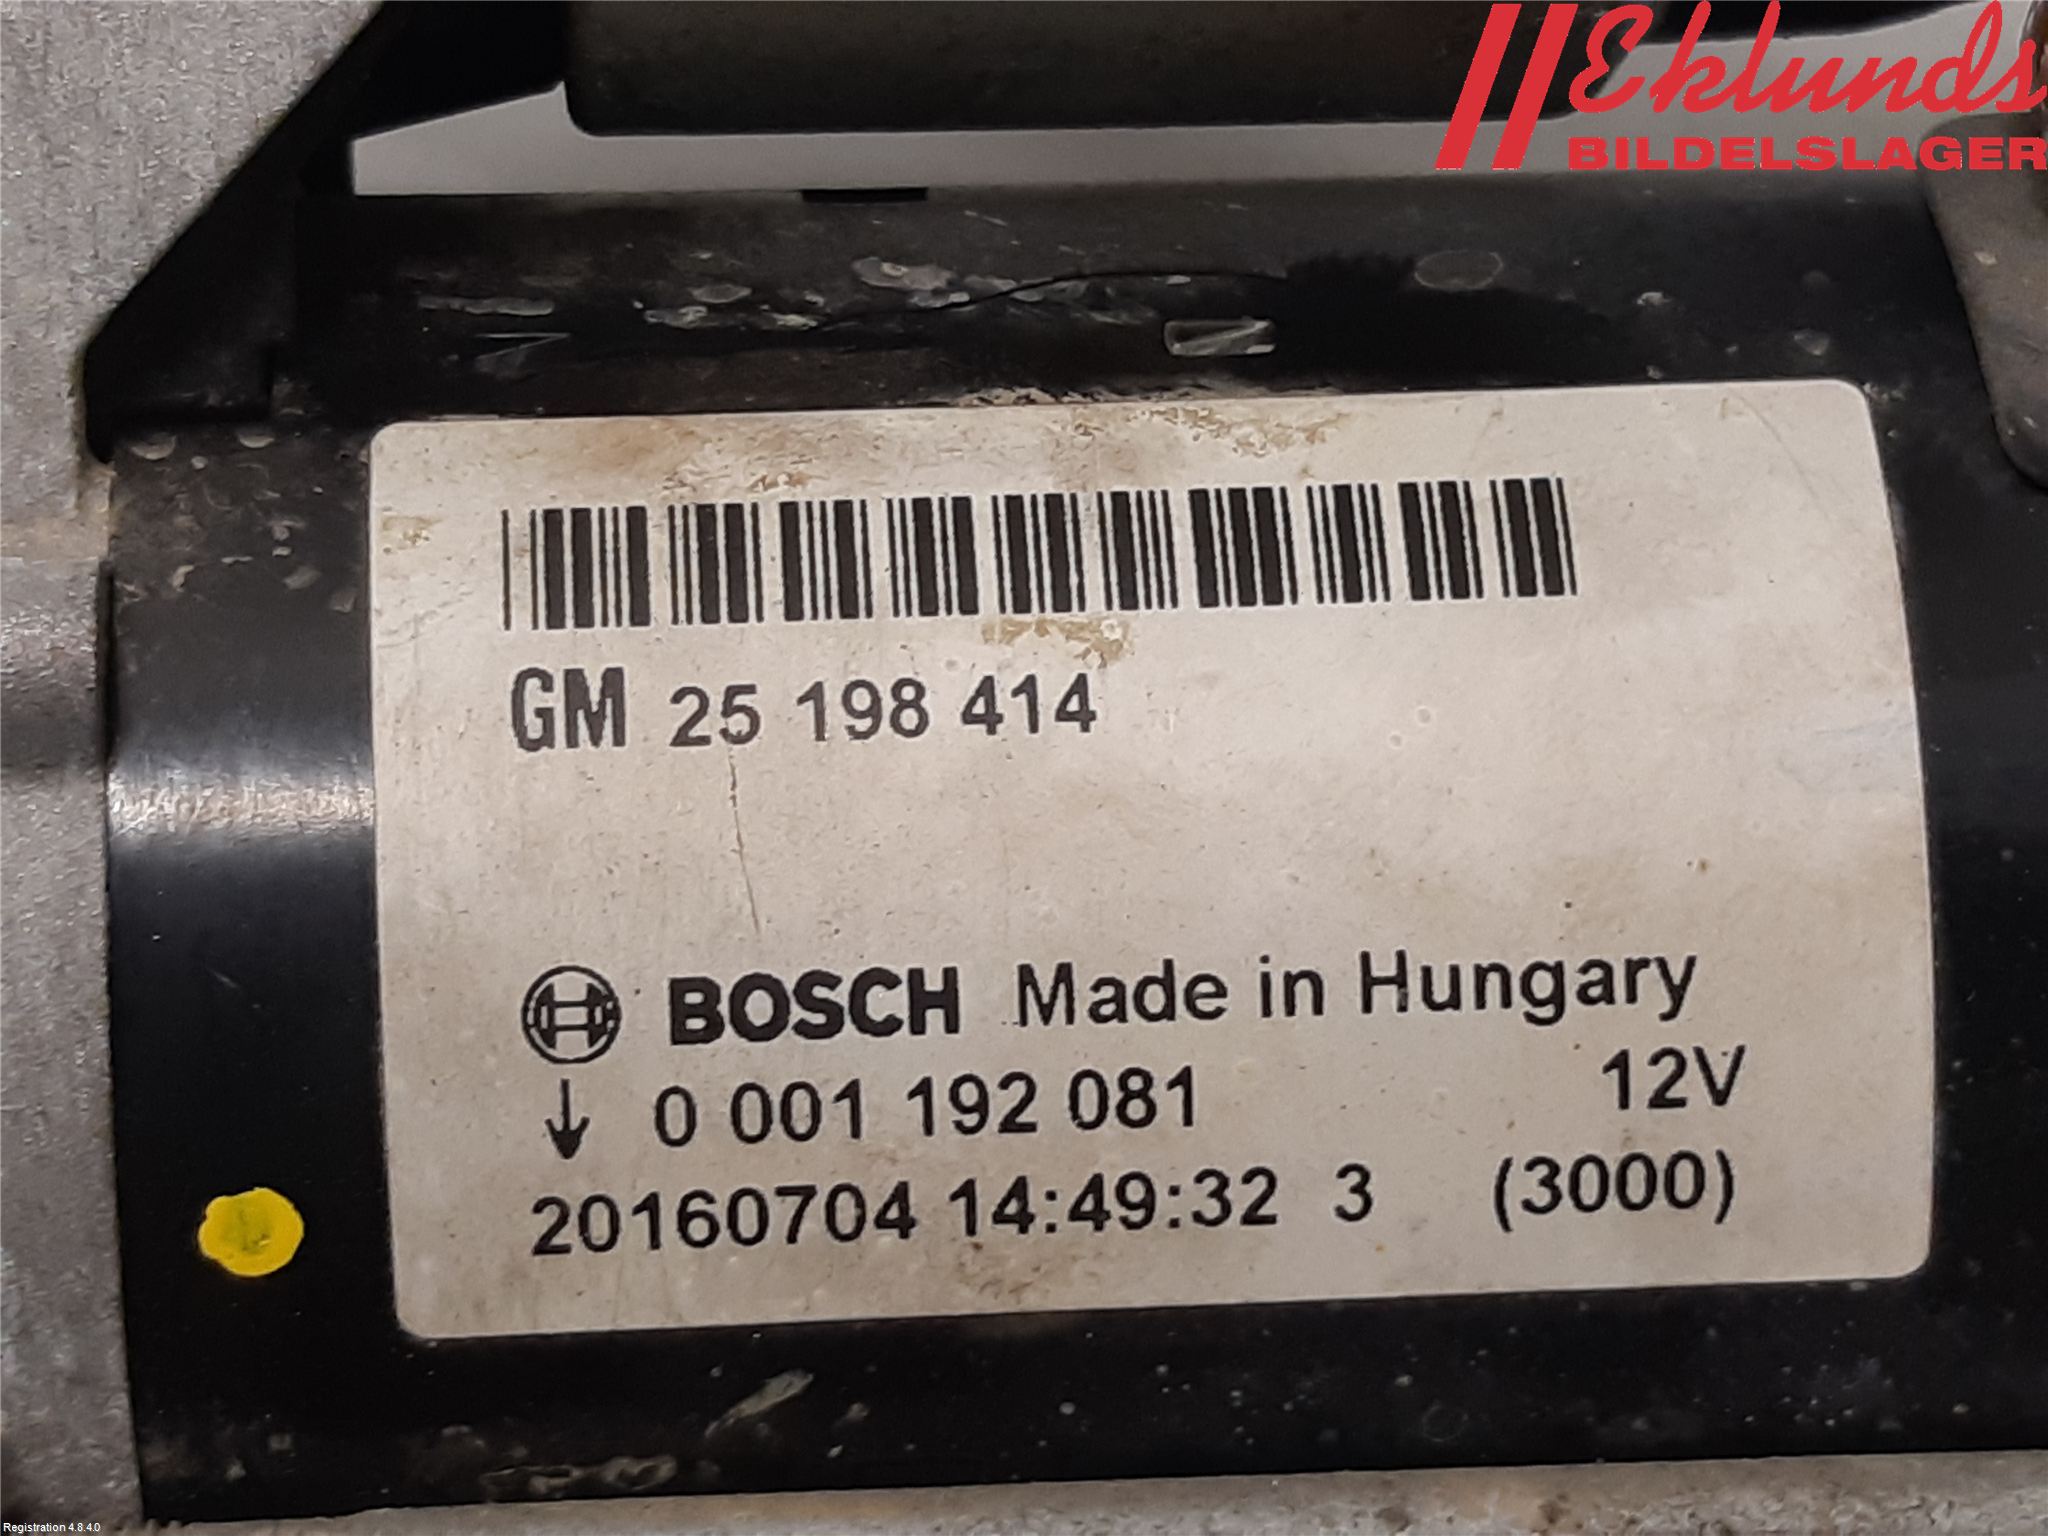 Eklunds
BILDELSLAGER
GM 25 198 414
BOSCH Made in Hungary
0 001 192 081 12V
20160704 14:49:32 3 (3000)
Registration 4.8.4.0